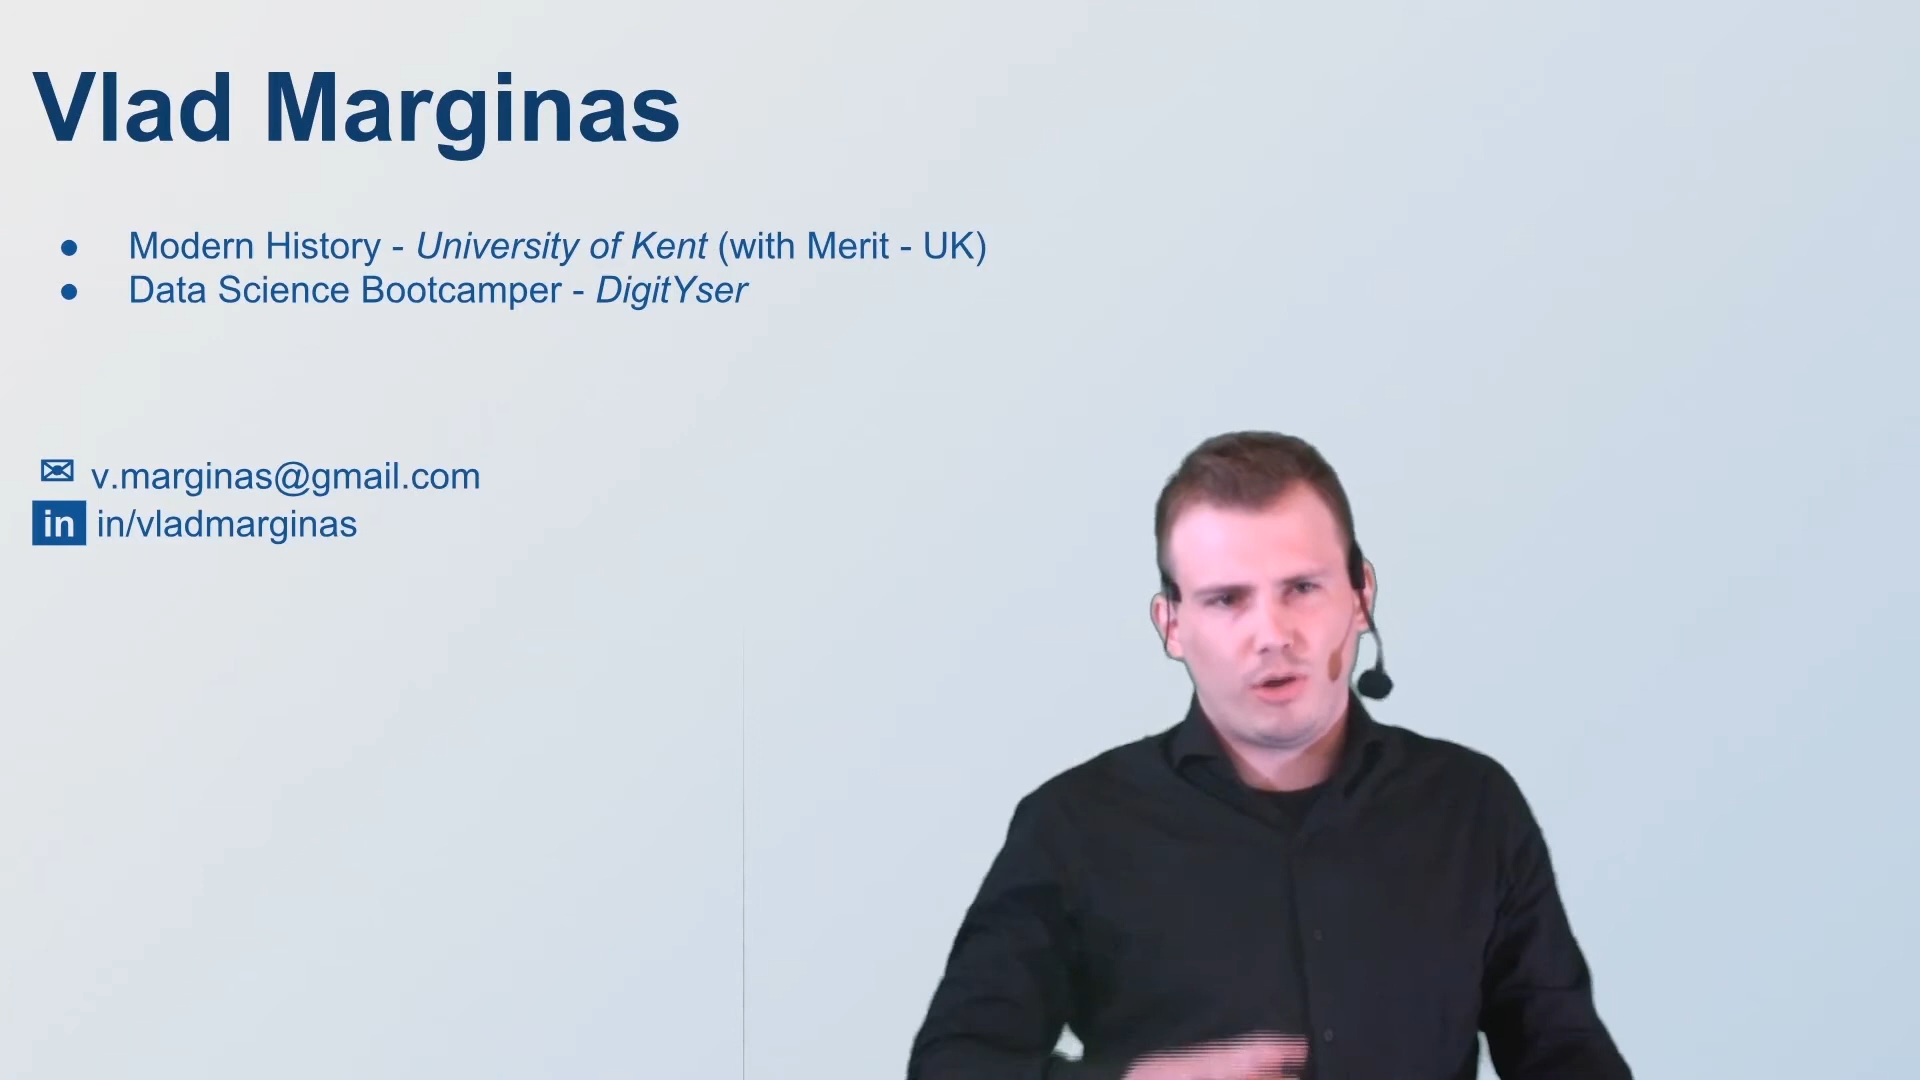 Vlad Marginas
● Modern History - University of Kent (with Merit - UK)
● Data Science Bootcamper - DigitYser
✉ v.marginas@gmail.com
in in/vladmarginas